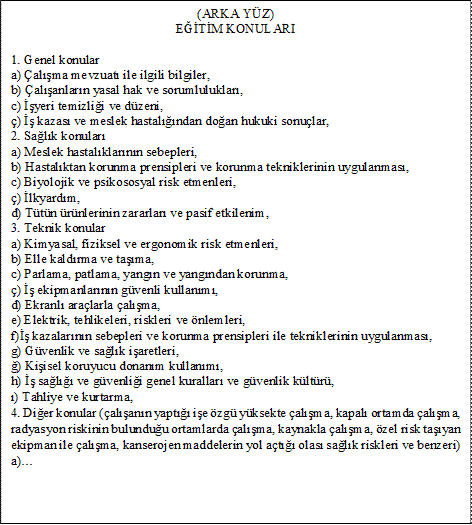 (ARKA YÜZ)
EĞİTİM KONULARI
1. Genel konular
a) Çalışma mevzuatı ile ilgili bilgiler,
b) Çalışanların yasal hak ve sorumlulukları,
c) İşyeri temizliği ve düzeni,
ç) İş kazası ve meslek hastalığından doğan hukuki sonuçlar,
2. Sağlık konuları
a) Meslek hastalıklarının sebepleri,
b) Hastalıktan korunma prensipleri ve korunma tekniklerinin uygulanması,
c) Biyolojik ve psikososyal risk etmenleri,
ç) İlkyardım,
d) Tütün ürünlerinin zararları ve pasif etkilenim,
3. Teknik konular
a) Kimyasal, fiziksel ve ergonomik risk etmenleri,
b) Elle kaldırma ve taşıma,
c) Parlama, patlama, yangın ve yangından korunma,
ç) İş ekipmanlarının güvenli kullanımı,
d) Ekranlı araçlarla çalışma,
e) Elektrik, tehlikeleri, riskleri ve önlemleri,
f)İş kazalarının sebepleri ve korunma prensipleri ile tekniklerinin uygulanması,
g) Güvenlik ve sağlık işaretleri,
ğ) Kişisel koruyucu donanım kullanımı,
h) İş sağlığı ve güvenliği genel kuralları ve güvenlik kültürü,
ı) Tahliye ve kurtarma,
4. Diğer konular (çalışanın yaptığı işe özgü yüksekte çalışma, kapalı ortamda çalışma,
radyasyon riskinin bulunduğu ortamlarda çalışma, kaynakla çalışma, özel risk taşıyan
ekipman ile çalışma, kanserojen maddelerin yol açtığı olası sağlık riskleri ve benzeri)
a)…